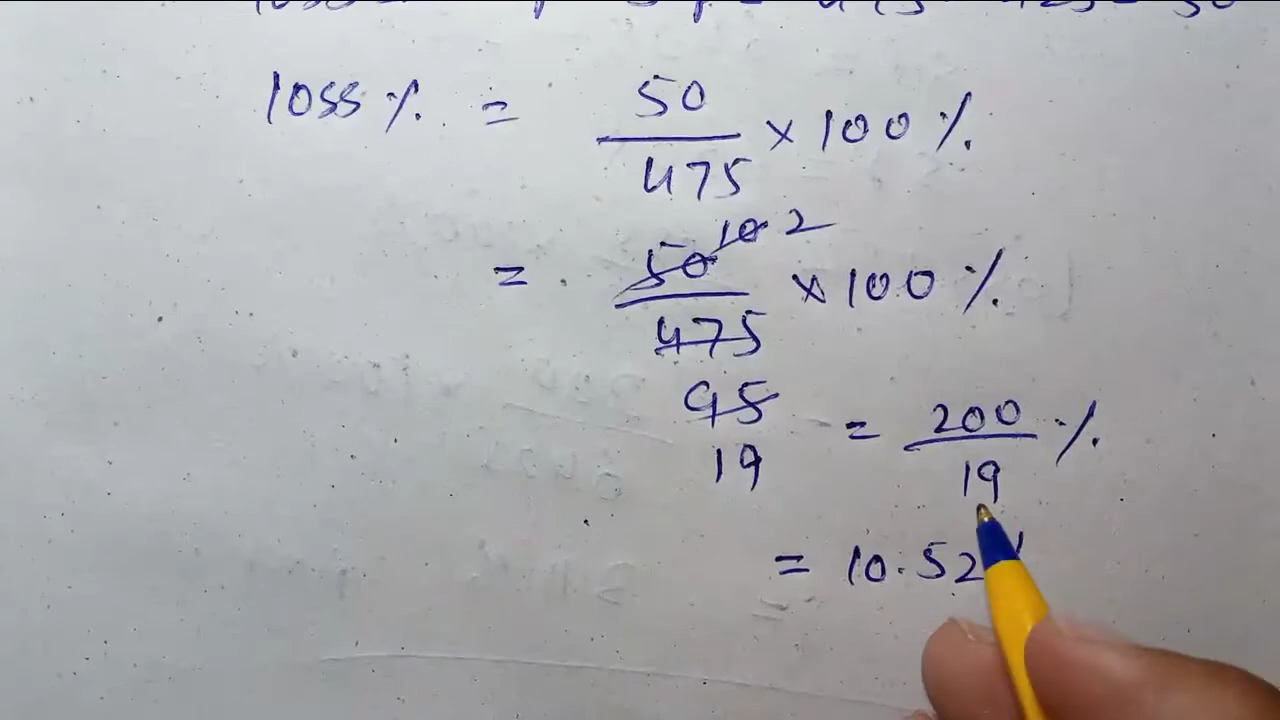 loss % = 50/475 × 100 %
= 50 10 2/475 95 19 × 100 %
= 200/19 %
= 10.52